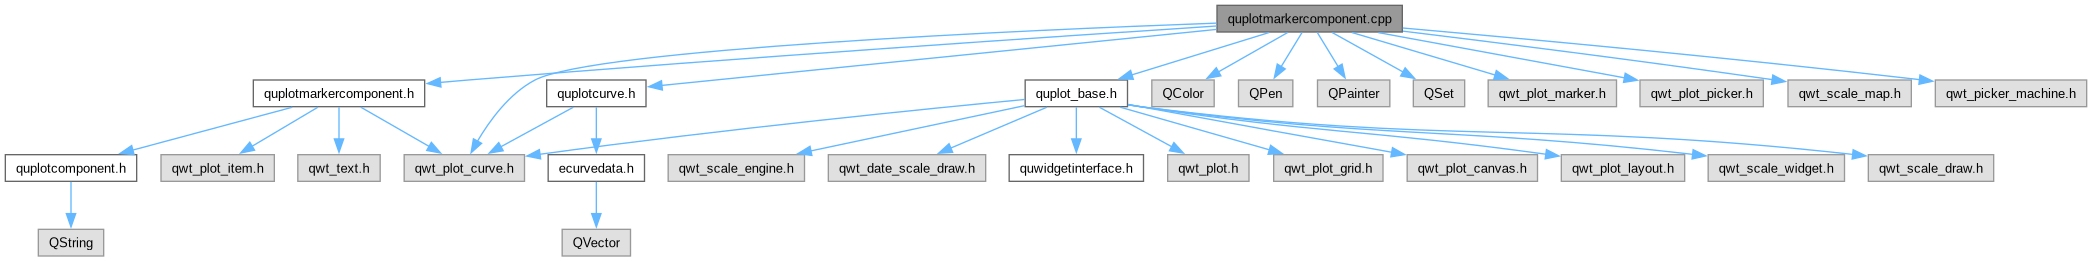 quplotmarkercomponent.cpp
quplotmarkercomponent.h
quplotcurve.h
quplot_base.h
QColor
QPen
QPainter
QSet
qwt_plot_marker.h
qwt_plot_picker.h
qwt_scale_map.h
qwt_picker_machine.h
quplotcomponent.h
qwt_plot_item.h
qwt_text.h
qwt_plot_curve.h
ecurvedata.h
qwt_scale_engine.h
qwt_date_scale_draw.h
quwidgetinterface.h
qwt_plot.h
qwt_plot_grid.h
qwt_plot_canvas.h
qwt_plot_layout.h
qwt_scale_widget.h
qwt_scale_draw.h
QString
QVector